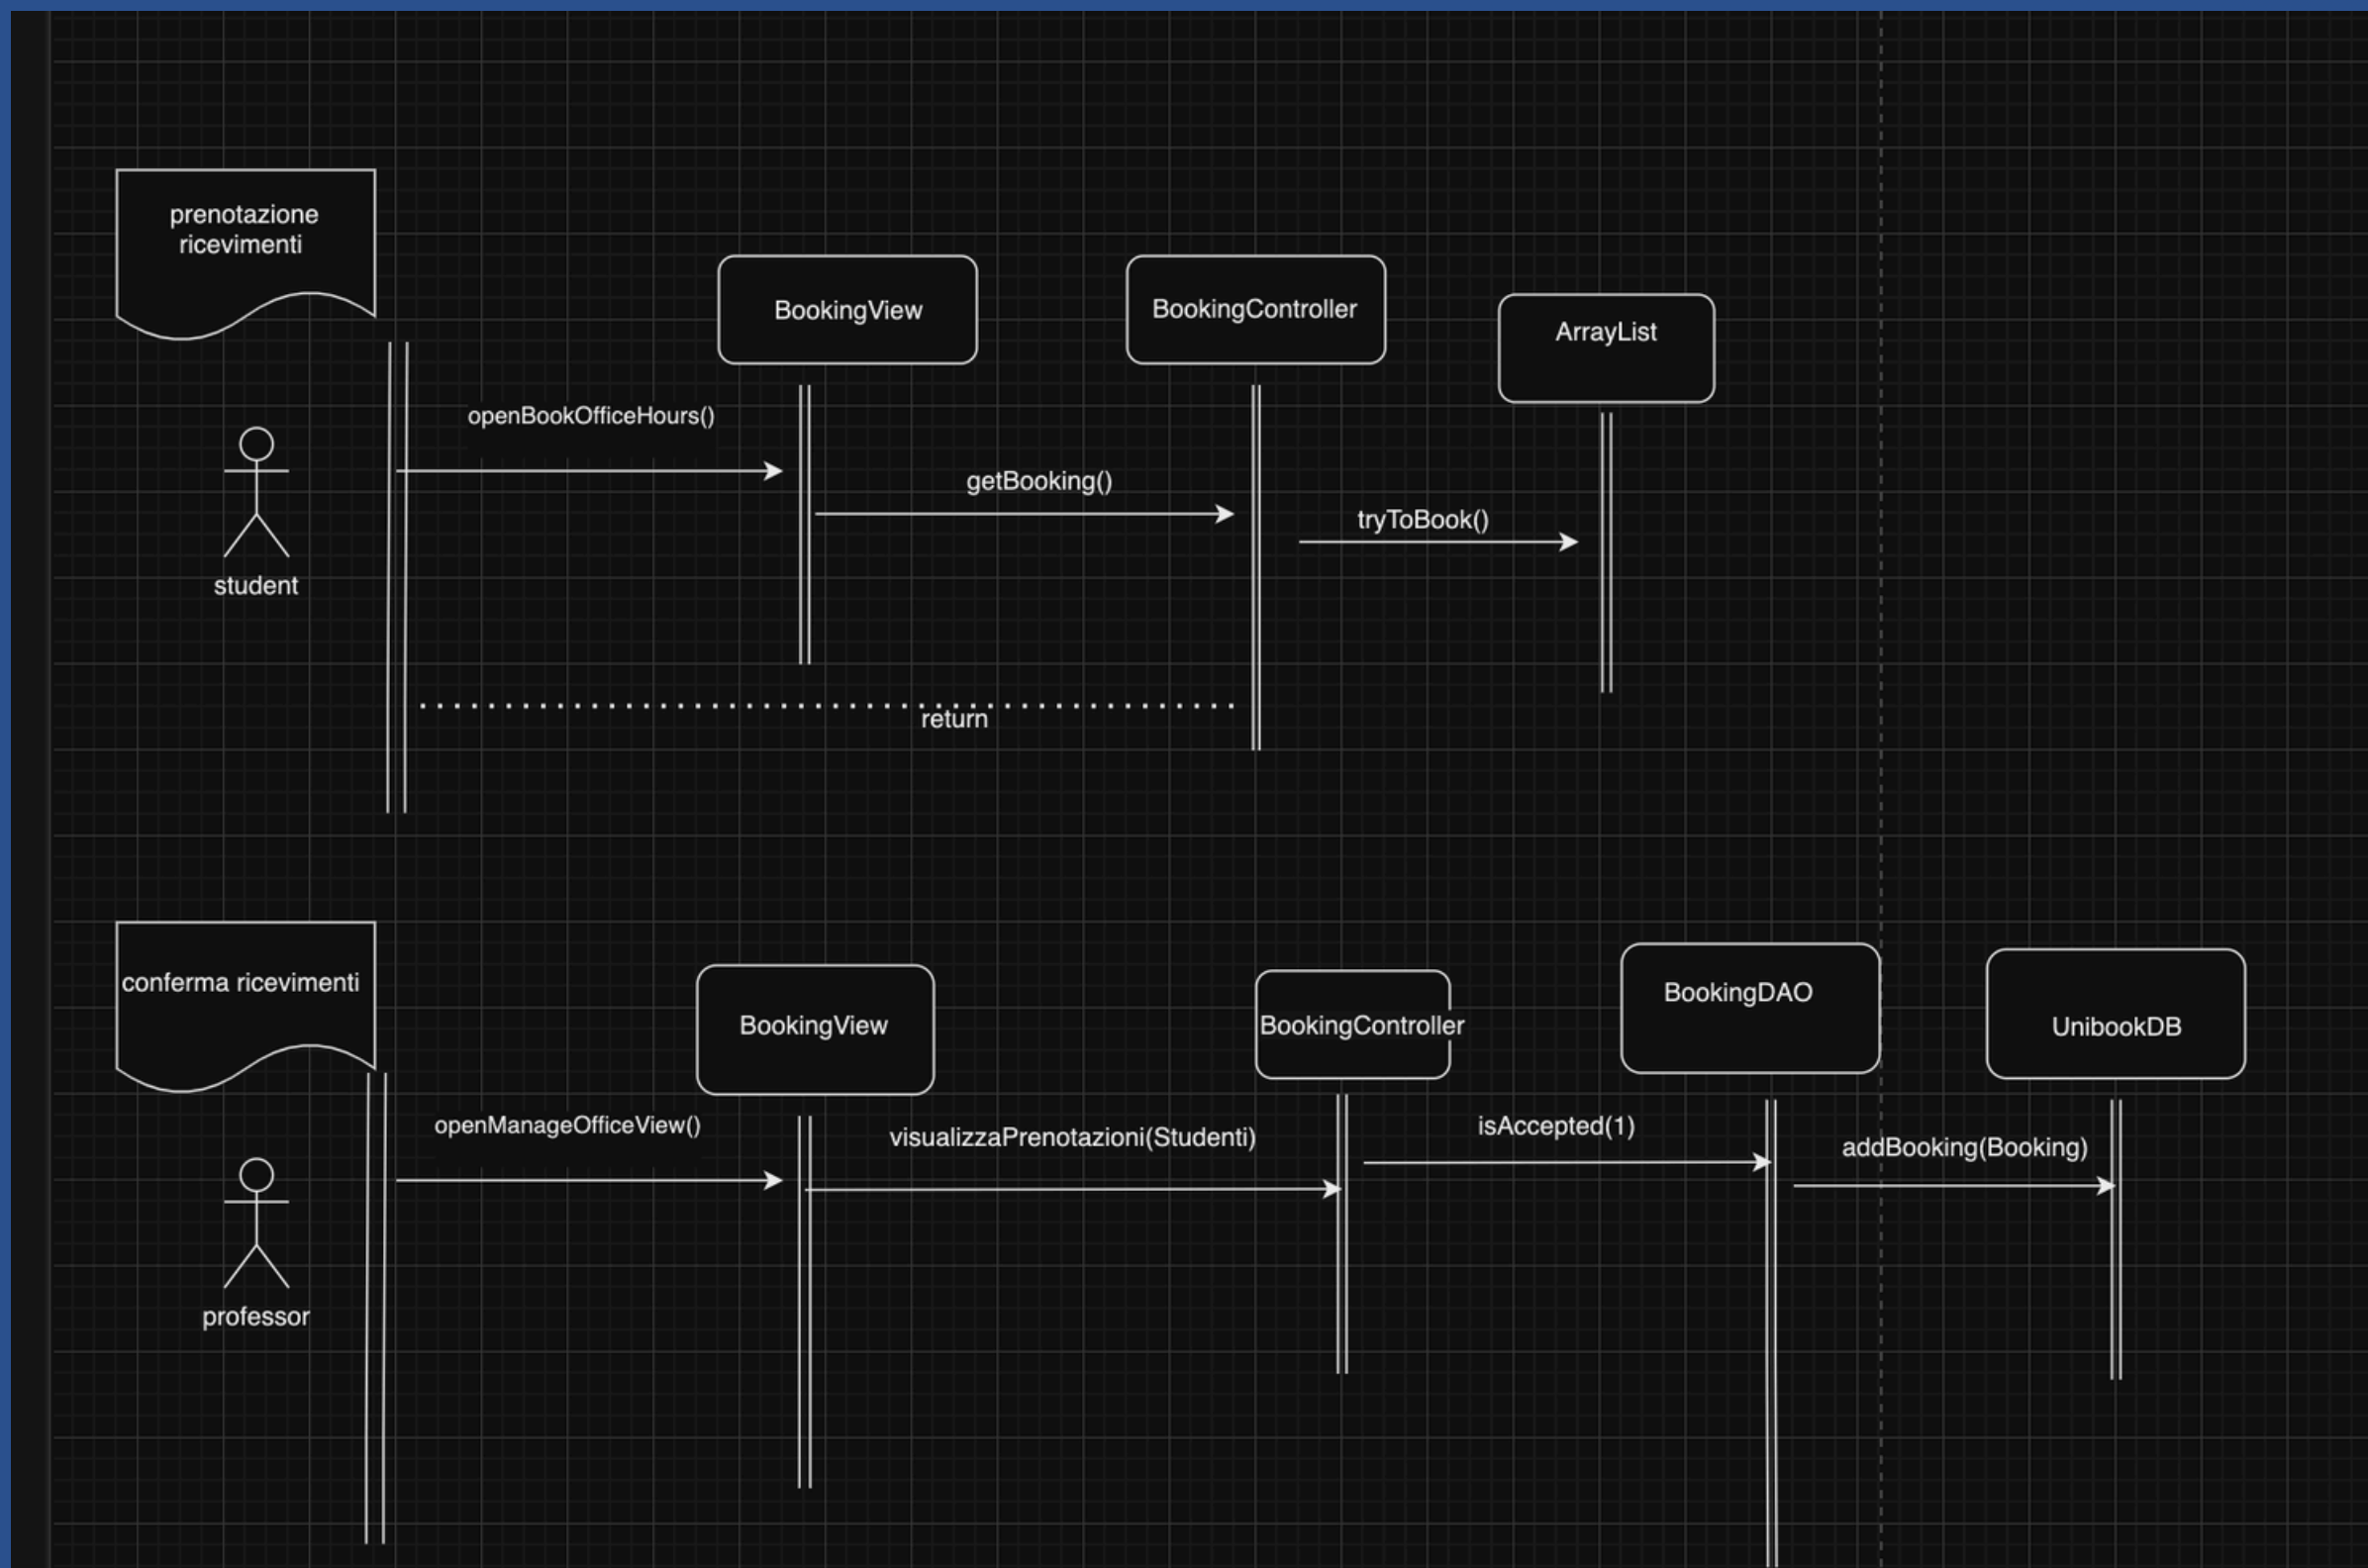 prenotazione
ricevimenti
BookingView
BookingController
ArrayList
openBookOfficeHours()
getBooking()
tryToBook()
student
return
conferma ricevimenti
BookingView
BookingController
BookingDAO
UnibookDB
openManageOfficeView()
visualizzaPrenotazioni(Studenti)
isAccepted(1)
addBooking(Booking)
professor